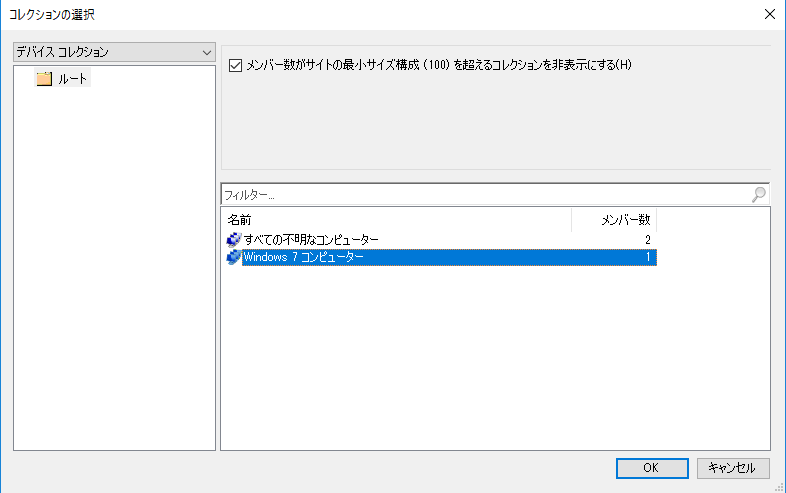 コレクションの選択
デバイス コレクション
ルート
メンバー数がサイトの最小サイズ構成 (100) を超えるコレクションを非表示にする(H)
フィルター...
名前 メンバー数
すべての不明なコンピューター 2
Windows 7 コンピューター 1
OK キャンセル